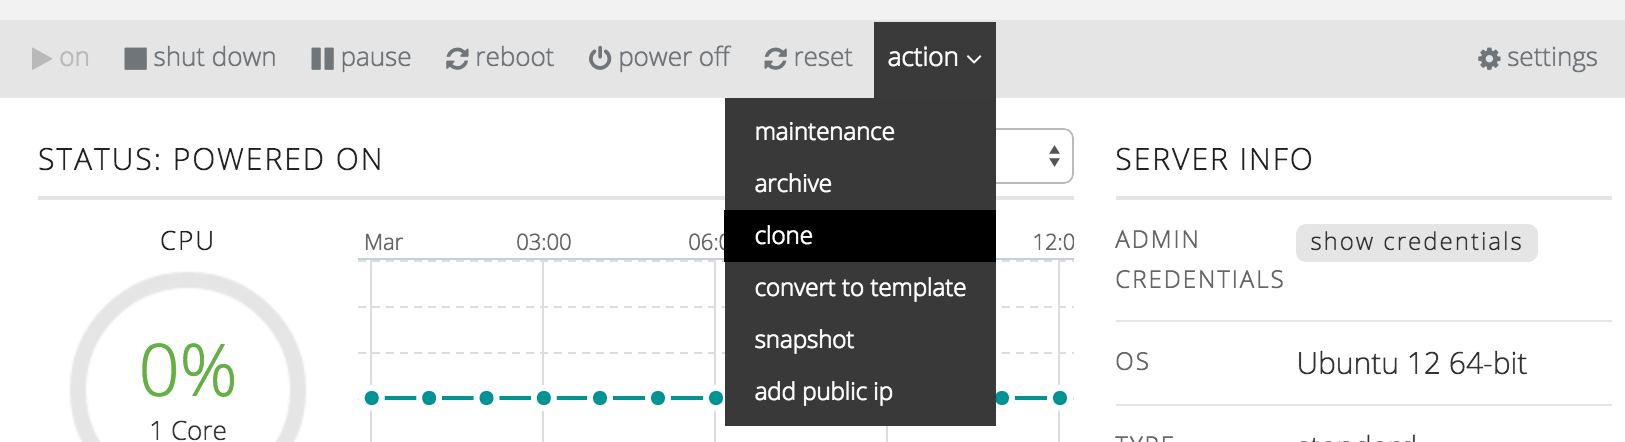 on shut down pause reboot power off reset action settings
maintenance
archive
clone
convert to template
snapshot
add public ip
STATUS: POWERED ON
CPU
0%
1 Core
Mar 03:00 12:0
SERVER INFO
ADMIN CREDENTIALS show credentials
OS Ubuntu 12 64-bit